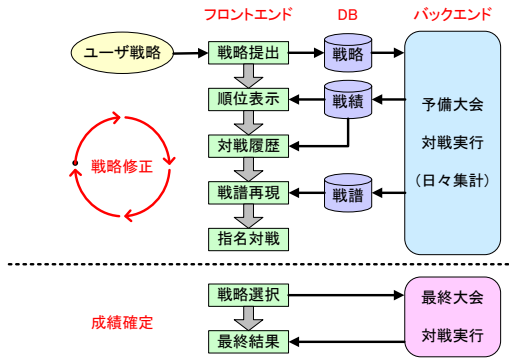 フロントエンド
DB
バックエンド
ユーザ戦略
戦略提出
戦略
順位表示
戦績
予備大会
対戦履歴
対戦実行
戦略修正
戦譜再現
戦譜
(日々集計)
指名対戦
戦略選択
最終大会
成績確定
対戦実行
最終結果